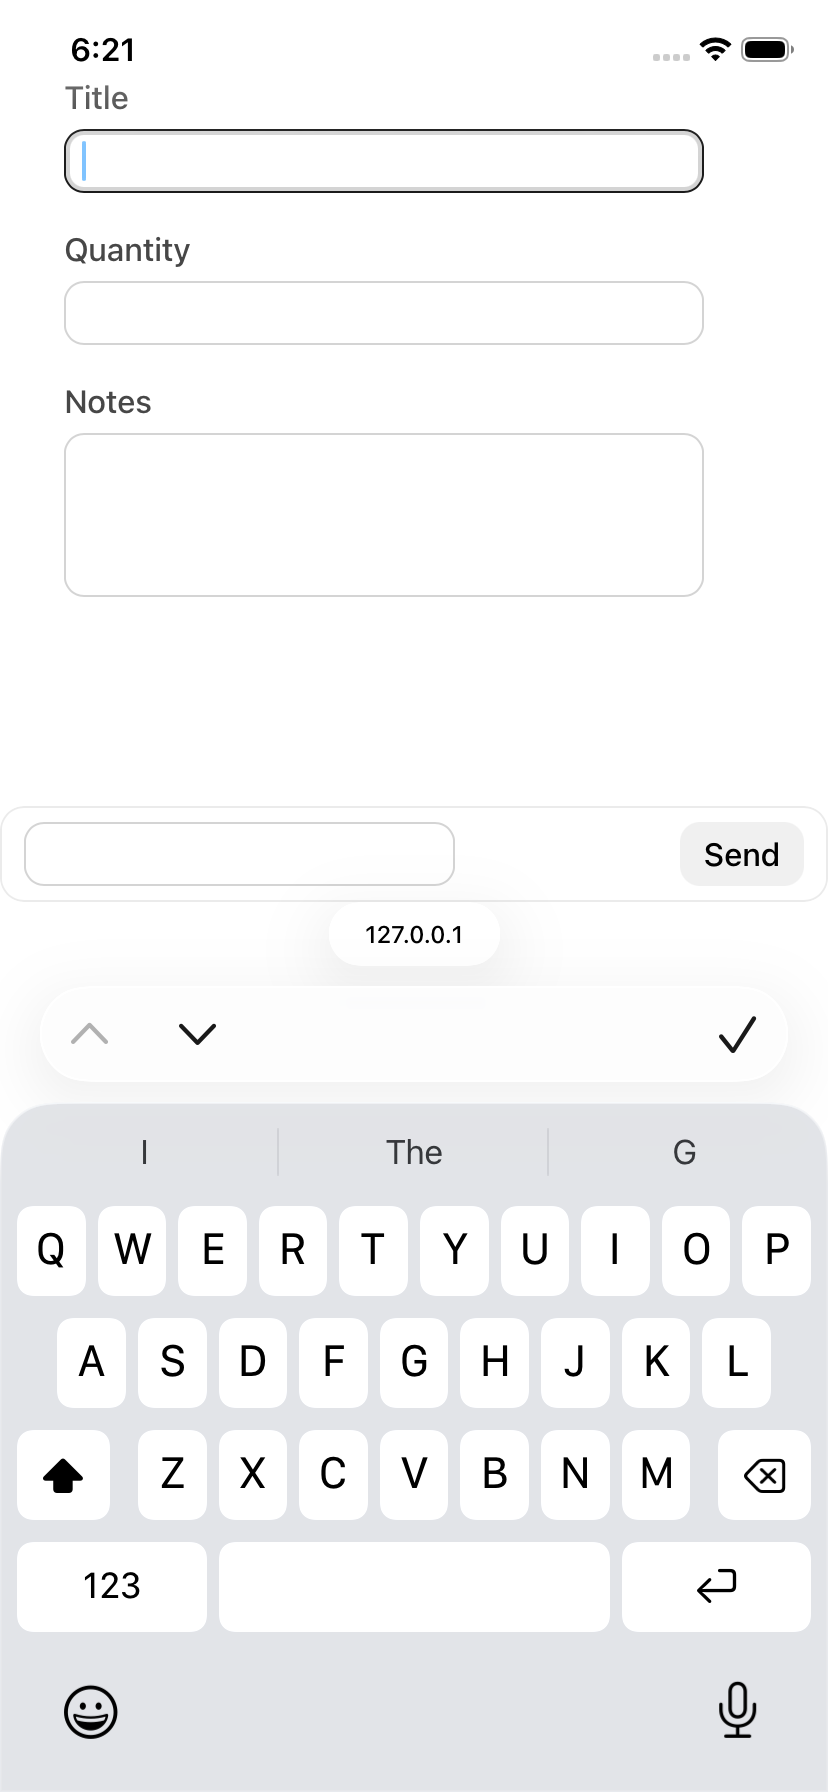 6:21
Title
Quantity
Notes
Send
127.0.0.1
I The G
Q W E R T Y U I O P
A S D F G H J K L
Z X C V B N M
123